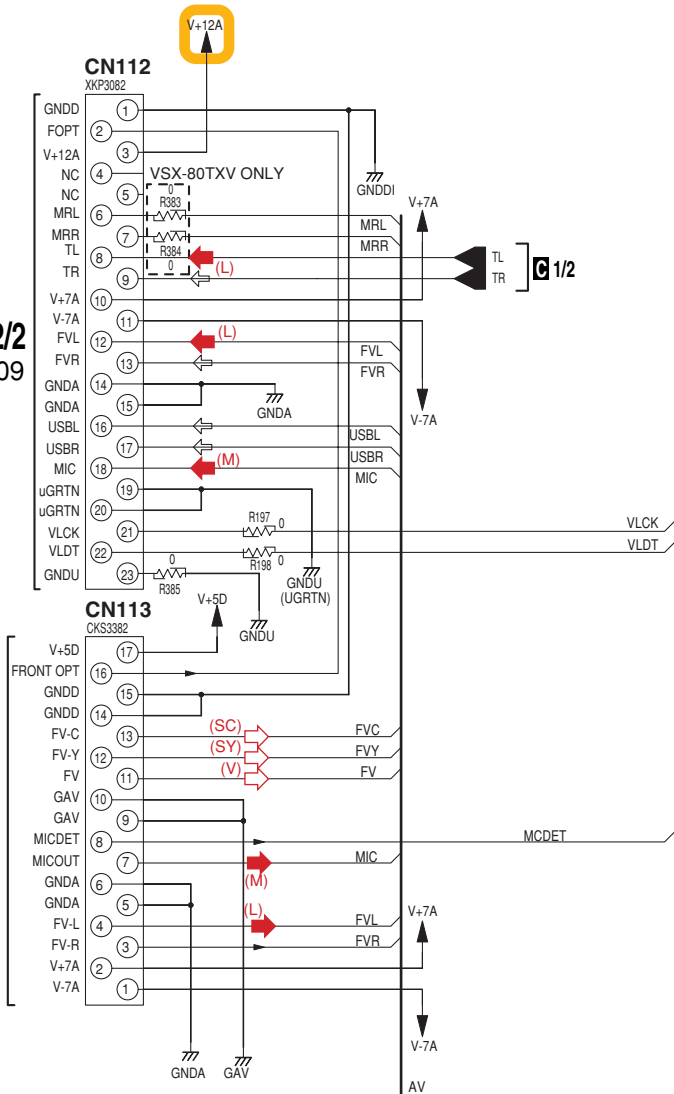 V+12A
CN112
XKP3082
GNDD 1
FOPT 2
V+12A 3
NC 4 VSX-80TXV ONLY
NC 5 0
R383
MRL 6 MRL
MRR 7 MRR
R384
TL 8 (L) TL
0
TR 9 TR
C 1/2
GNDDI
V+7A
V+7A 10
V-7A 11
2/2
09
FVL 12 (L) FVL
FVR 13 FVR
GNDA 14
GNDA 15
GNDA
V-7A
USBL 16 USBL
USBR 17 USBR
MIC 18 (M) MIC
uGRTN 19
uGRTN 20
VLCK 21 R197 0 VLCK
VLDT 22 R198 0 VLDT
GNDU 23 0
R385
GNDU
(UGRTN)
GNDU
CN113
CKS3382
V+5D
V+5D 17
FRONT OPT 16
GNDD 15
GNDD 14
FV-C 13 (SC) FVC
FV-Y 12 (SY) FVY
FV 11 (V) FV
GAV 10
GAV 9
MICDET 8 MCDET
MICOUT 7 MIC
(M)
GNDA 6
GNDA 5
FV-L 4 (L) FVL
FV-R 3 FVR
V+7A 2 V+7A
V-7A 1
V-7A
GNDA
GAV
AV